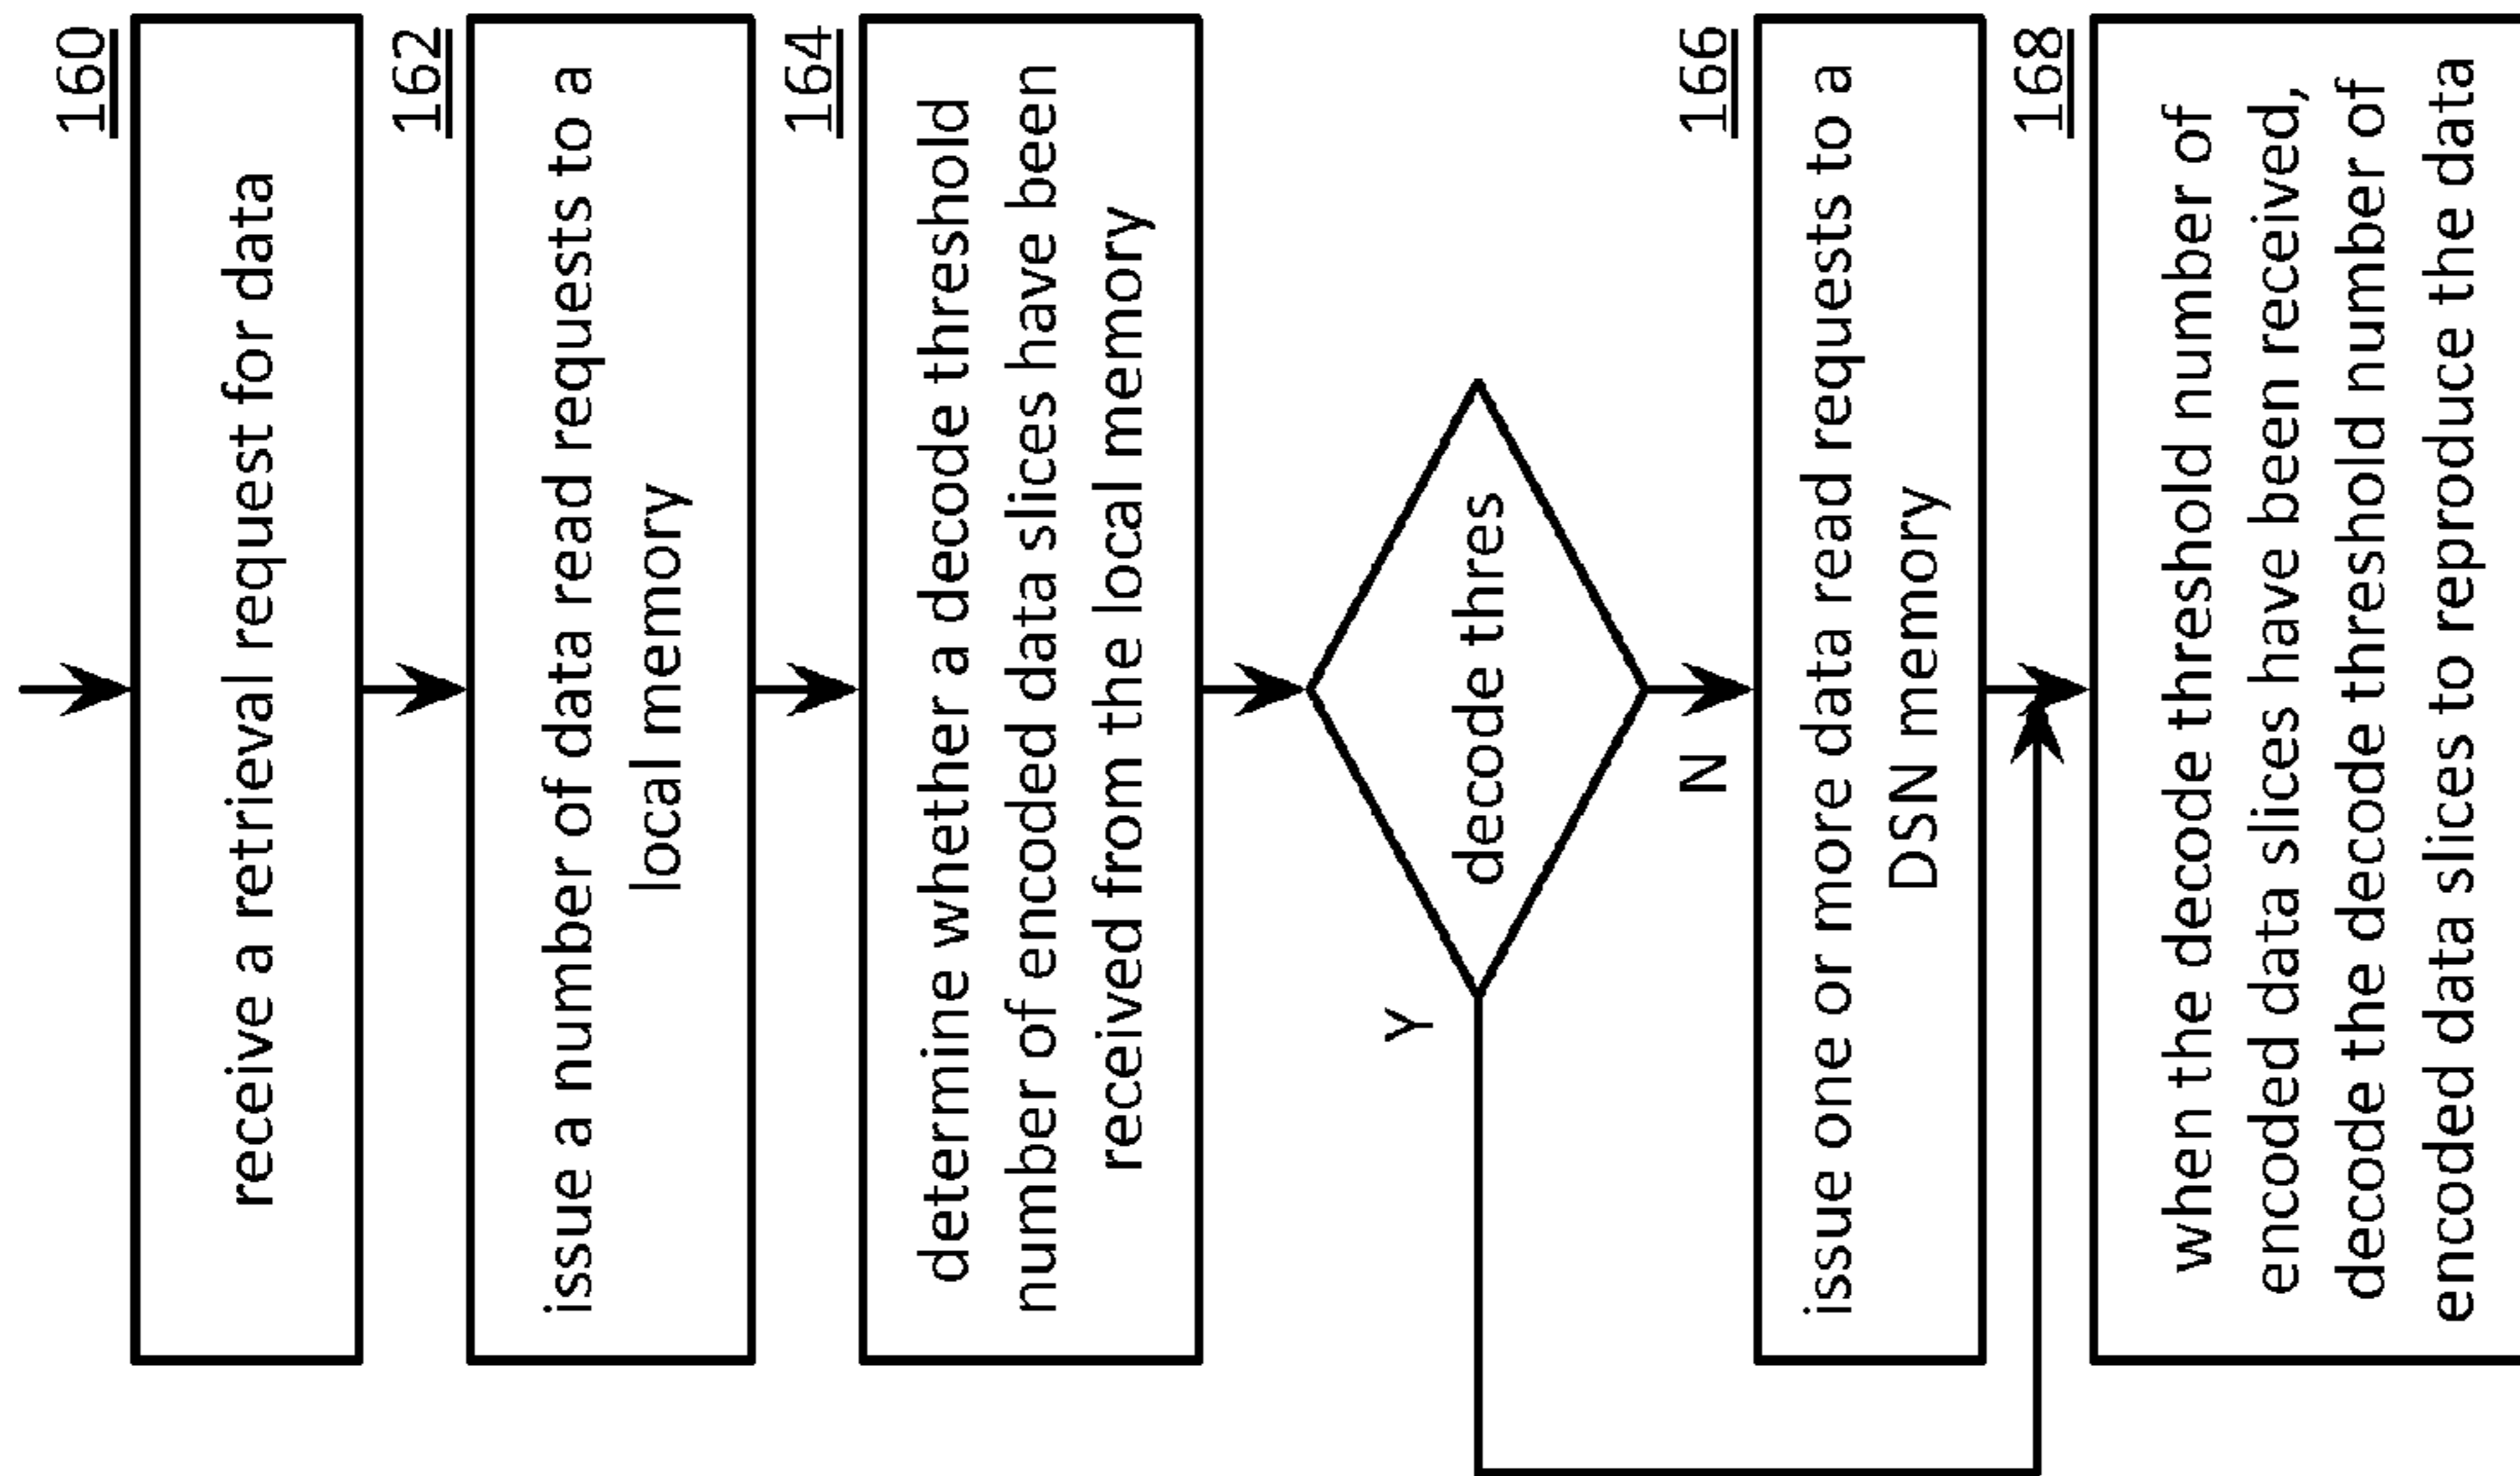 160
receive a retrieval request for data
162
issue a number of data read requests to a
local memory
164
determine whether a decode threshold
number of encoded data slices have been
received from the local memory
decode thres
Y
N
166
issue one or more data read requests to a
DSN memory
168
when the decode threshold number of
encoded data slices have been received,
decode the decode threshold number of
encoded data slices to reproduce the data